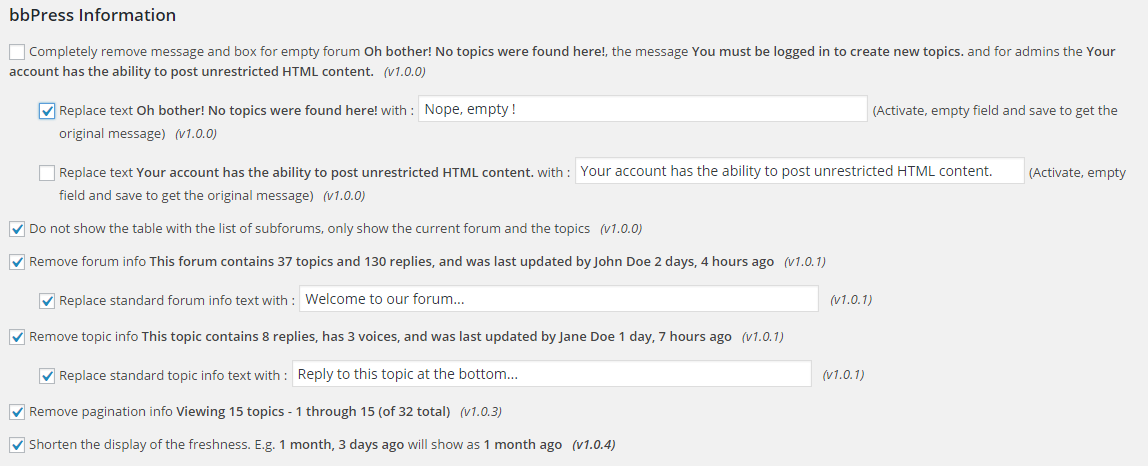 bbPress Information
Completely remove message and box for empty forum Oh bother! No topics were found here!, the message You must be logged in to create new topics. and for admins the Your
account has the ability to post unrestricted HTML content. (v1.0.0)
Replace text Oh bother! No topics were found here! with : Nope, empty ! (Activate, empty field and save to get the
original message) (v1.0.0)
Replace text Your account has the ability to post unrestricted HTML content. with : Your account has the ability to post unrestricted HTML content. (Activate, empty
field and save to get the original message) (v1.0.0)
Do not show the table with the list of subforums, only show the current forum and the topics (v1.0.0)
Remove forum info This forum contains 37 topics and 130 replies, and was last updated by John Doe 2 days, 4 hours ago (v1.0.1)
Replace standard forum info text with : Welcome to our forum... (v1.0.1)
Remove topic info This topic contains 8 replies, has 3 voices, and was last updated by Jane Doe 1 day, 7 hours ago (v1.0.1)
Replace standard topic info text with : Reply to this topic at the bottom... (v1.0.1)
Remove pagination info Viewing 15 topics - 1 through 15 (of 32 total) (v1.0.3)
Shorten the display of the freshness. E.g. 1 month, 3 days ago will show as 1 month ago (v1.0.4)